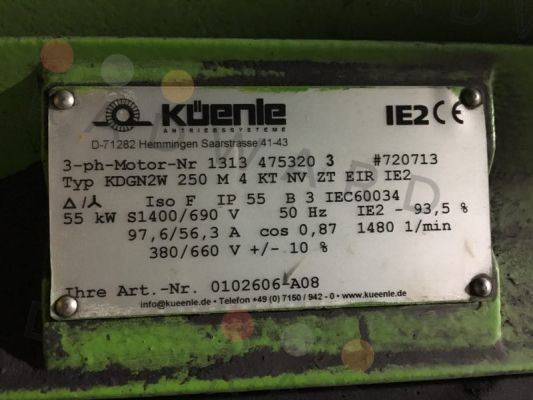 KÜenle
ANTRIEBSSYSTEME
IE2 CE
D-71282 Hemmingen Saarstrasse 41-43
3-ph-Motor-Nr 1313 475320 3 #720713
Typ KDGN2W 250 M 4 KT NV ZT EIR IE2
Δ/⅄ Iso F IP 55 B 3 IEC60034
55 kW S1400/690 V 50 Hz IE2 - 93,5 %
97,6/56,3 A cos 0,87 1480 1/min
380/660 V +/- 10 %
Ihre Art.-Nr. 0102606-A08
info@kueenle.de • Telefon +49 (0) 7150 / 942 - 0 • www.kueenle.de